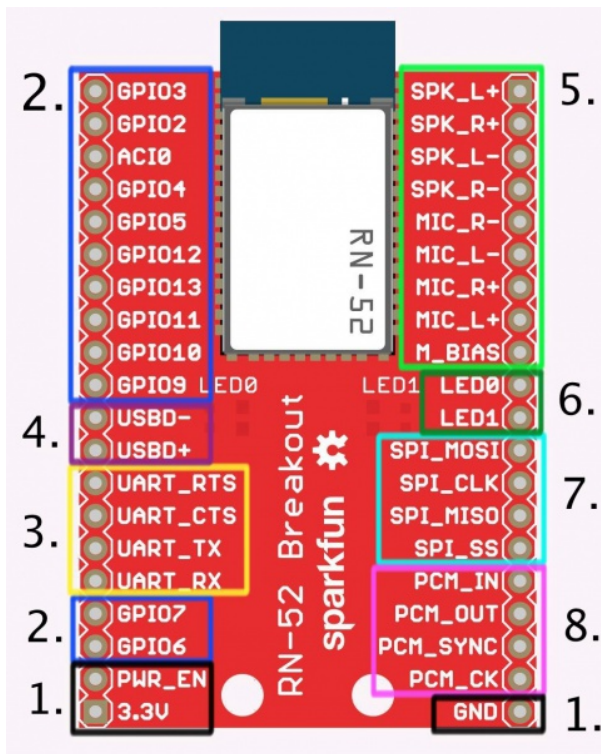 2.
GPIO3
GPIO2
ACI0
GPIO4
GPIO5
GPIO12
GPIO13
GPIO11
GPIO10
GPIO9
4.
USBD-
USBD+
3.
UART_RTS
UART_CTS
UART_TX
UART_RX
2.
GPIO7
GPIO6
1.
PWR_EN
3.3V
RN-52
LED0
LED1
RN-52 Breakout
sparkfun
5.
SPK_L+
SPK_R+
SPK_L-
SPK_R-
MIC_R-
MIC_L-
MIC_R+
MIC_L+
M_BIAS
6.
LED0
LED1
7.
SPI_MOSI
SPI_CLK
SPI_MISO
SPI_SS
8.
PCM_IN
PCM_OUT
PCM_SYNC
PCM_CK
1.
GND